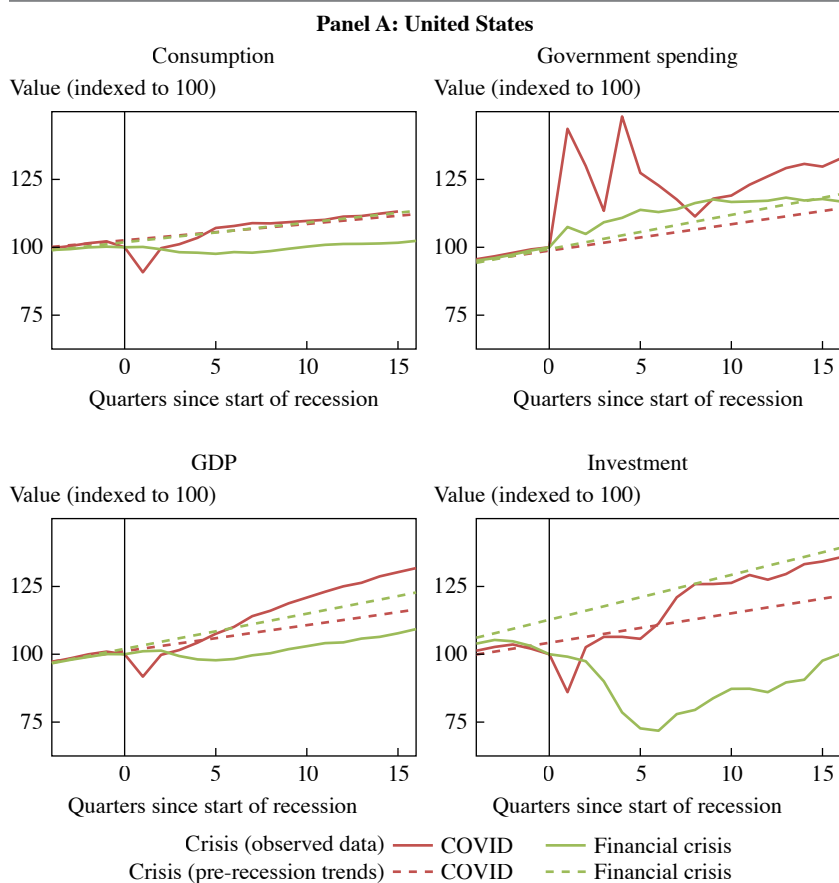 Panel A: United States
Consumption
Value (indexed to 100)
125
100
75
0 5 10 15
Quarters since start of recession
Government spending
Value (indexed to 100)
125
100
75
0 5 10 15
Quarters since start of recession
GDP
Value (indexed to 100)
125
100
75
0 5 10 15
Quarters since start of recession
Investment
Value (indexed to 100)
125
100
75
0 5 10 15
Quarters since start of recession
Crisis (observed data) COVID Financial crisis
Crisis (pre-recession trends) COVID Financial crisis